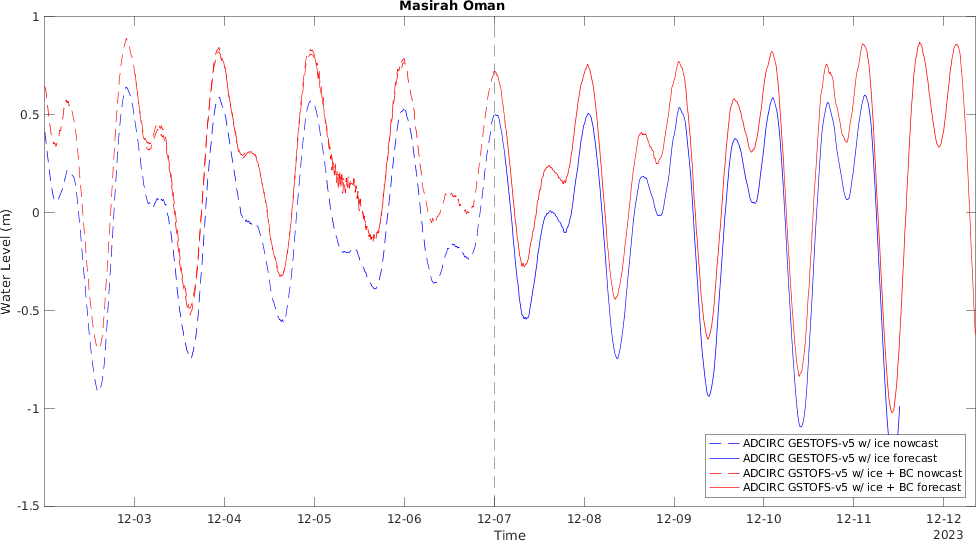 Masirah Oman
1
0.5
0
-0.5
-1
-1.5
Water Level (m)
ADCIRC GESTOFS-v5 w/ ice nowcast
ADCIRC GESTOFS-v5 w/ ice forecast
ADCIRC GSTOFS-v5 w/ ice + BC nowcast
ADCIRC GSTOFS-v5 w/ ice + BC forecast
12-03 12-04 12-05 12-06 12-07 12-08 12-09 12-10 12-11 12-12
2023
Time